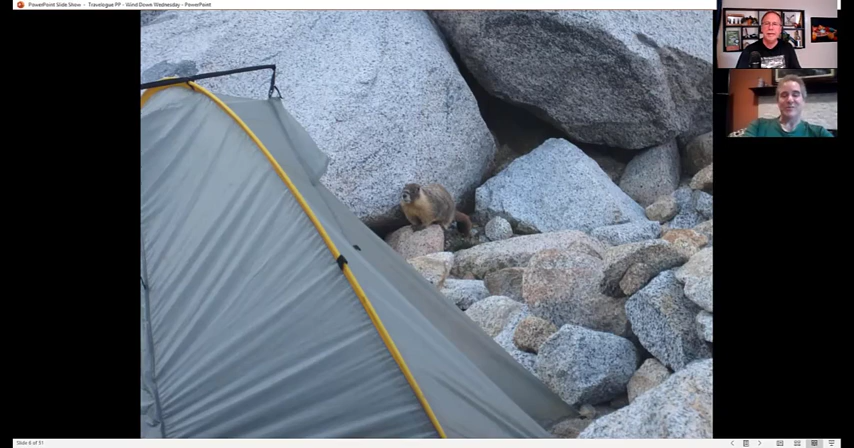 PowerPoint Slide Show - Travelogue PP - Wind Down Wednesday - PowerPoint
Slide 6 of 51